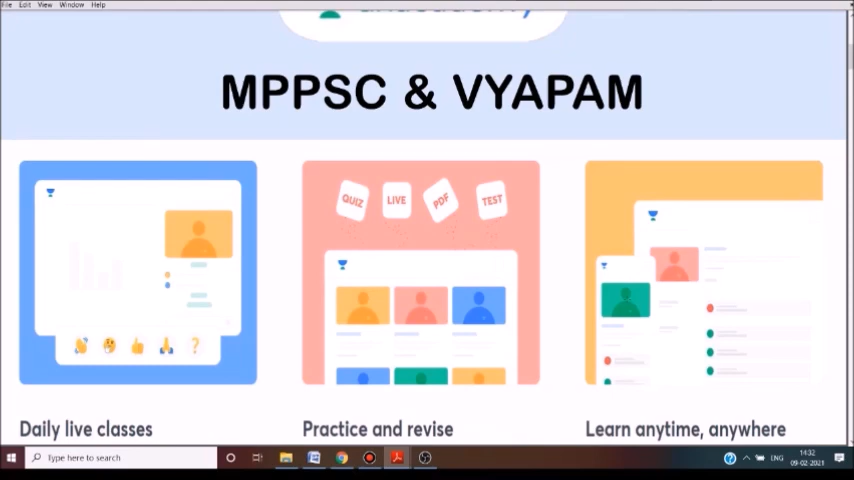 File Edit View Window Help
MPPSC & VYAPAM
QUIZ LIVE PDF TEST
?
Daily live classes
Practice and revise
Learn anytime, anywhere
Type here to search
ENG
14:32
09-02-2021